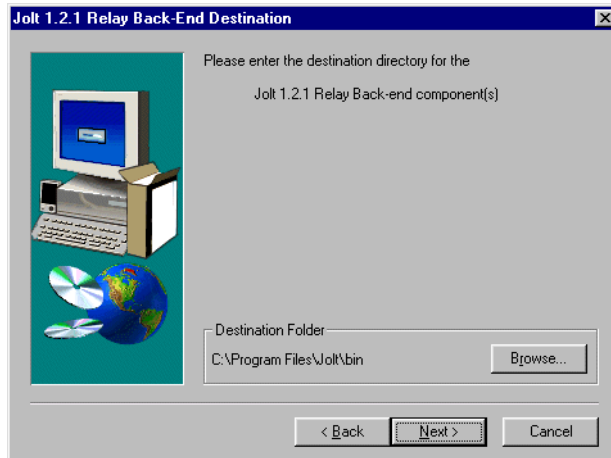 Jolt 1.2.1 Relay Back-End Destination
Please enter the destination directory for the
Jolt 1.2.1 Relay Back-end component(s)
Destination Folder
C:\Program Files\Jolt\bin
Browse...
< Back
Next >
Cancel